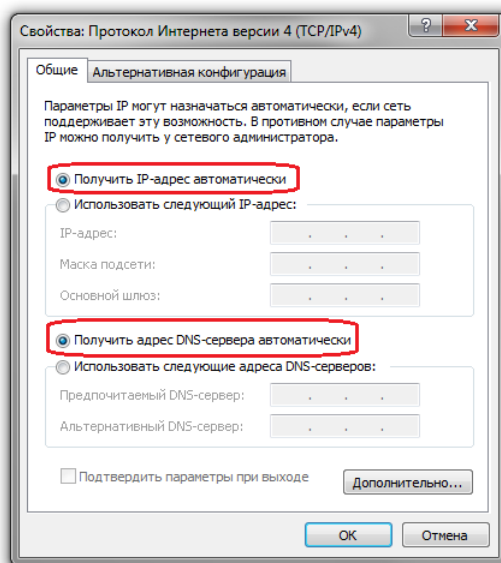 Свойства: Протокол Интернета версии 4 (TCP/IPv4)
Общие Альтернативная конфигурация
Параметры IP могут назначаться автоматически, если сеть
поддерживает эту возможность. В противном случае параметры
IP можно получить у сетевого администратора.
Получить IP-адрес автоматически
Использовать следующий IP-адрес:
IP-адрес:
Маска подсети:
Основной шлюз:
Получить адрес DNS-сервера автоматически
Использовать следующие адреса DNS-серверов:
Предпочитаемый DNS-сервер:
Альтернативный DNS-сервер:
Подтвердить параметры при выходе
Дополнительно...
OK Отмена